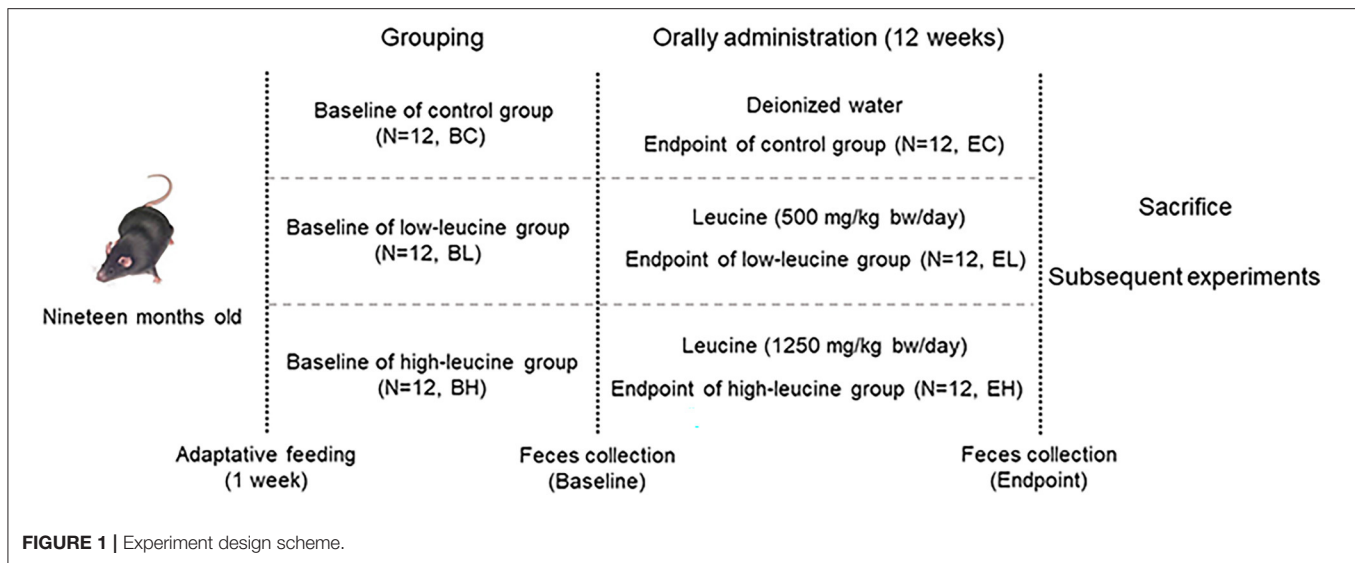 Grouping
Orally administration (12 weeks)
Baseline of control group
(N=12, BC)
Deionized water
Endpoint of control group (N=12, EC)
Baseline of low-leucine group
(N=12, BL)
Leucine (500 mg/kg bw/day)
Endpoint of low-leucine group (N=12, EL)
Baseline of high-leucine group
(N=12, BH)
Leucine (1250 mg/kg bw/day)
Endpoint of high-leucine group (N=12, EH)
Nineteen months old
Sacrifice
Subsequent experiments
Adaptative feeding
(1 week)
Feces collection
(Baseline)
Feces collection
(Endpoint)
FIGURE 1 | Experiment design scheme.